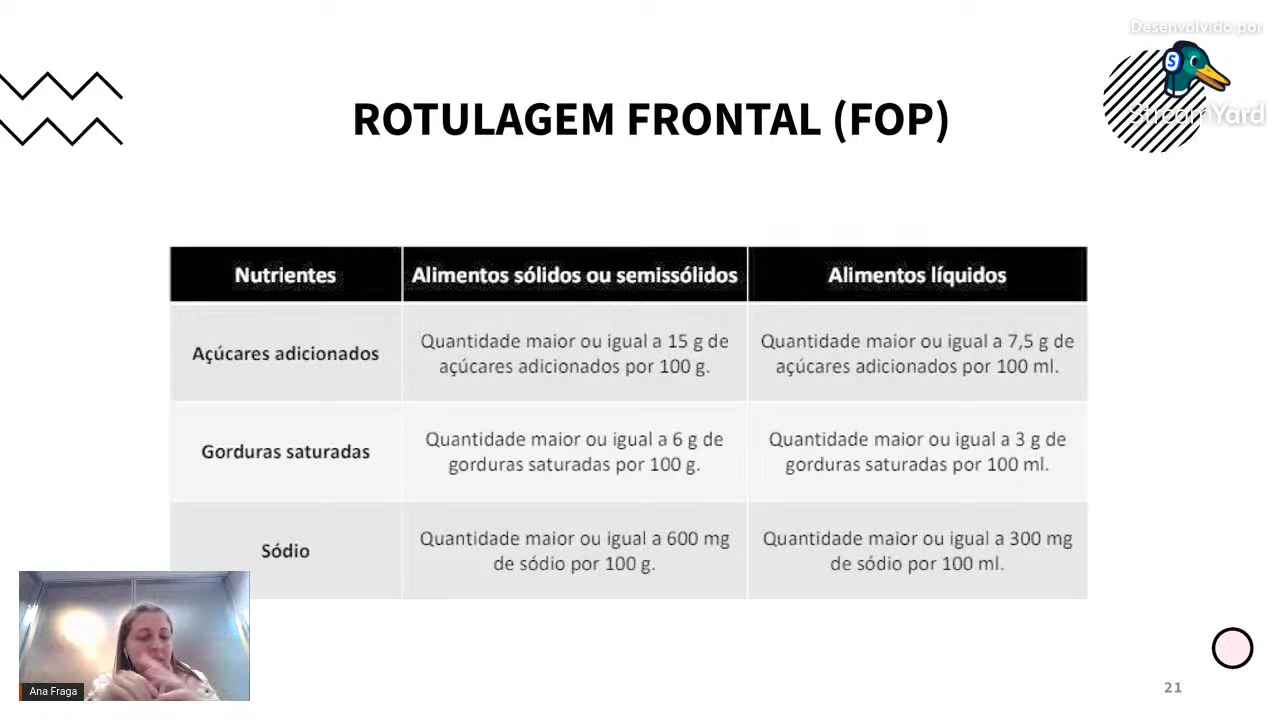 Desenvolvido por
StreamYard
S
ROTULAGEM FRONTAL (FOP)
Nutrientes
Alimentos sólidos ou semissólidos
Alimentos líquidos
Açúcares adicionados
Quantidade maior ou igual a 15 g de
açúcares adicionados por 100 g.
Quantidade maior ou igual a 7,5 g de
açúcares adicionados por 100 ml.
Gorduras saturadas
Quantidade maior ou igual a 6 g de
gorduras saturadas por 100 g.
Quantidade maior ou igual a 3 g de
gorduras saturadas por 100 ml.
Sódio
Quantidade maior ou igual a 600 mg
de sódio por 100 g.
Quantidade maior ou igual a 300 mg
de sódio por 100 ml.
Ana Fraga
21